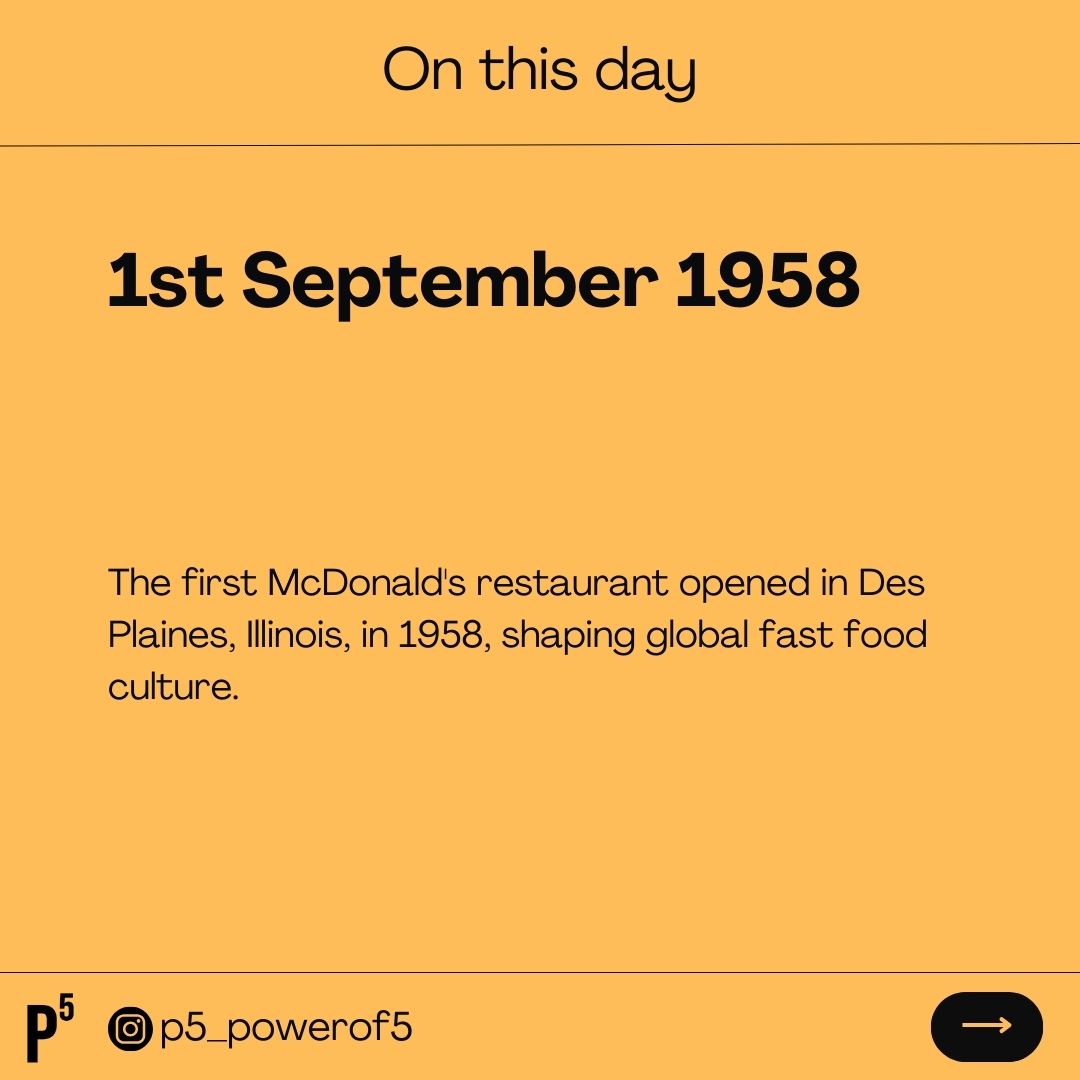 On this day
1st September 1958
The first McDonald's restaurant opened in Des
Plaines, Illinois, in 1958, shaping global fast food
culture.
P⁵ p5_powerof5